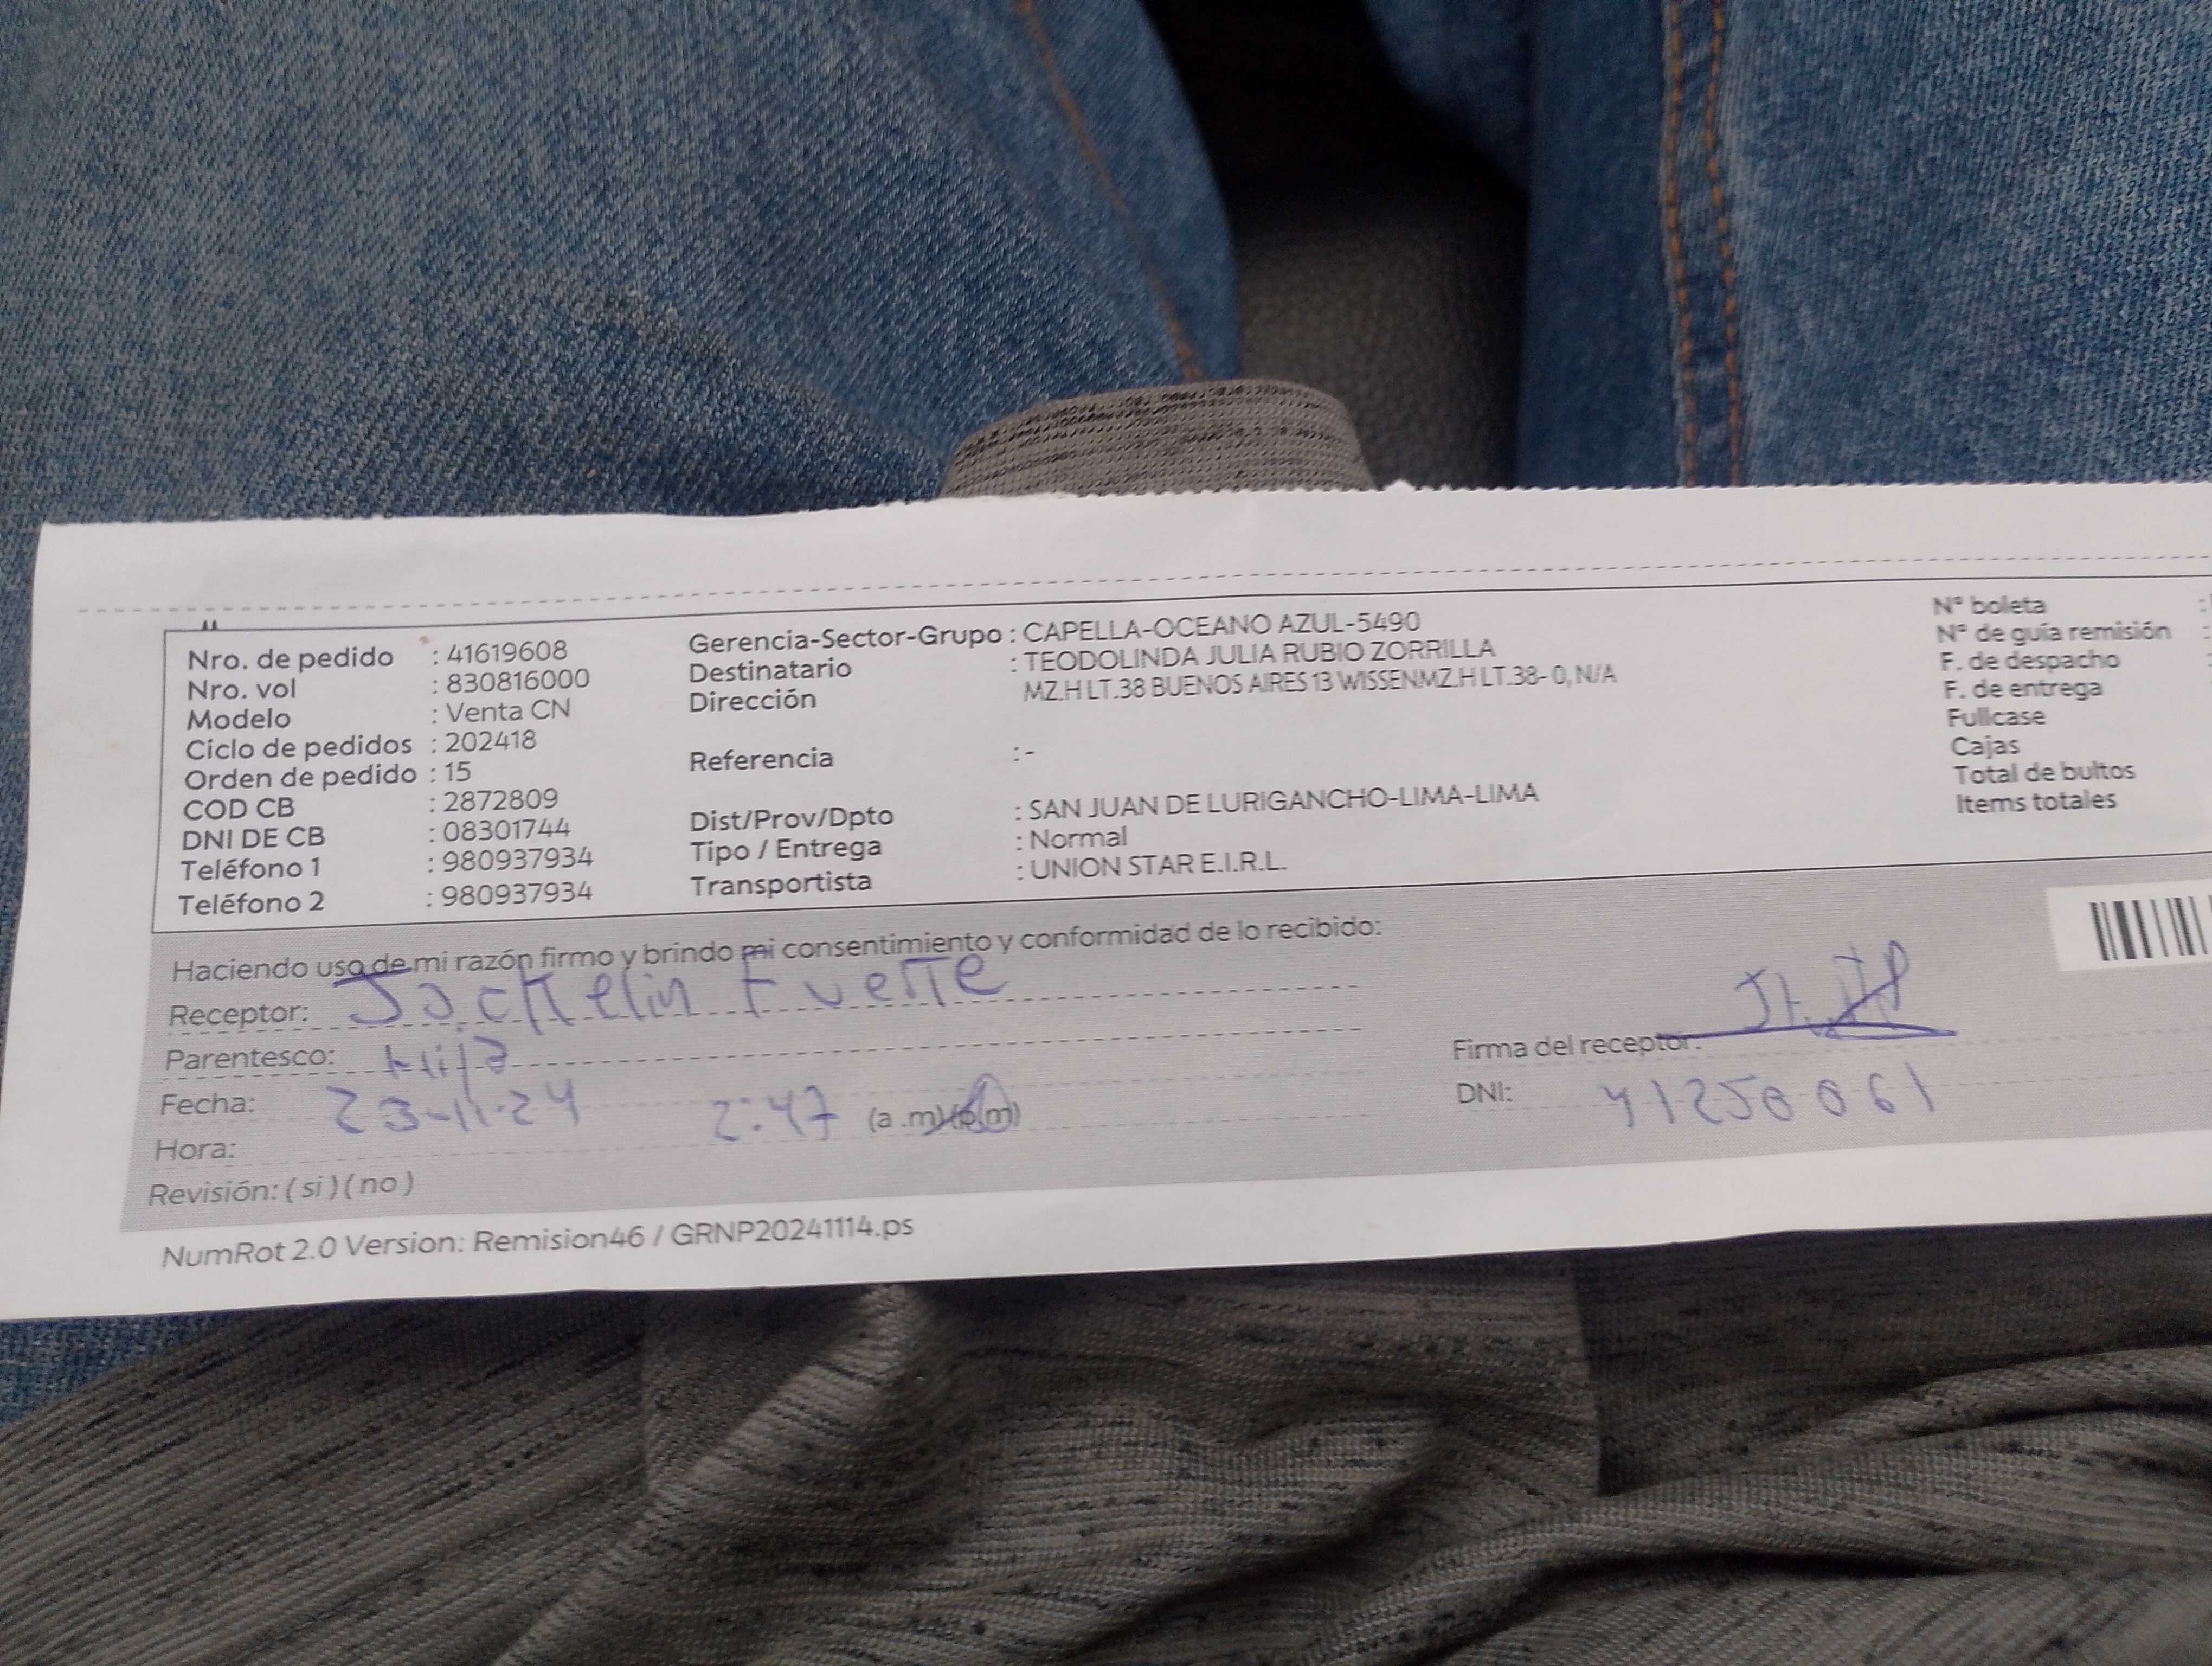 Nro. de pedido : 41619608
Nro. vol : 830816000
Modelo : Venta CN
Ciclo de pedidos : 202418
Orden de pedido : 15
COD CB : 2872809
DNI DE CB : 08301744
Teléfono 1 : 980937934
Teléfono 2 : 980937934
Gerencia-Sector-Grupo : CAPELLA-OCEANO AZUL-5490
Destinatario : TEODOLINDA JULIA RUBIO ZORRILLA
Dirección MZ.H LT.38 BUENOS AIRES 13 WISSENMZ.H LT.38- 0, N/A
Referencia : -
Dist/Prov/Dpto : SAN JUAN DE LURIGANCHO-LIMA-LIMA
Tipo / Entrega : Normal
Transportista : UNION STAR E.I.R.L.
N° boleta :
N° de guía remisión :
F. de despacho
F. de entrega
Fullcase
Cajas
Total de bultos
Items totales
Haciendo uso de mi razón firmo y brindo mi consentimiento y conformidad de lo recibido:
Receptor: Jackelin Fuerte
Parentesco: Hija
Firma del receptor:
Fecha: 23-11-24 2:47 (a .m)(p.m)
DNI: 41250061
Hora:
Revisión: ( si ) ( no )
NumRot 2.0 Version: Remision46 / GRNP20241114.ps